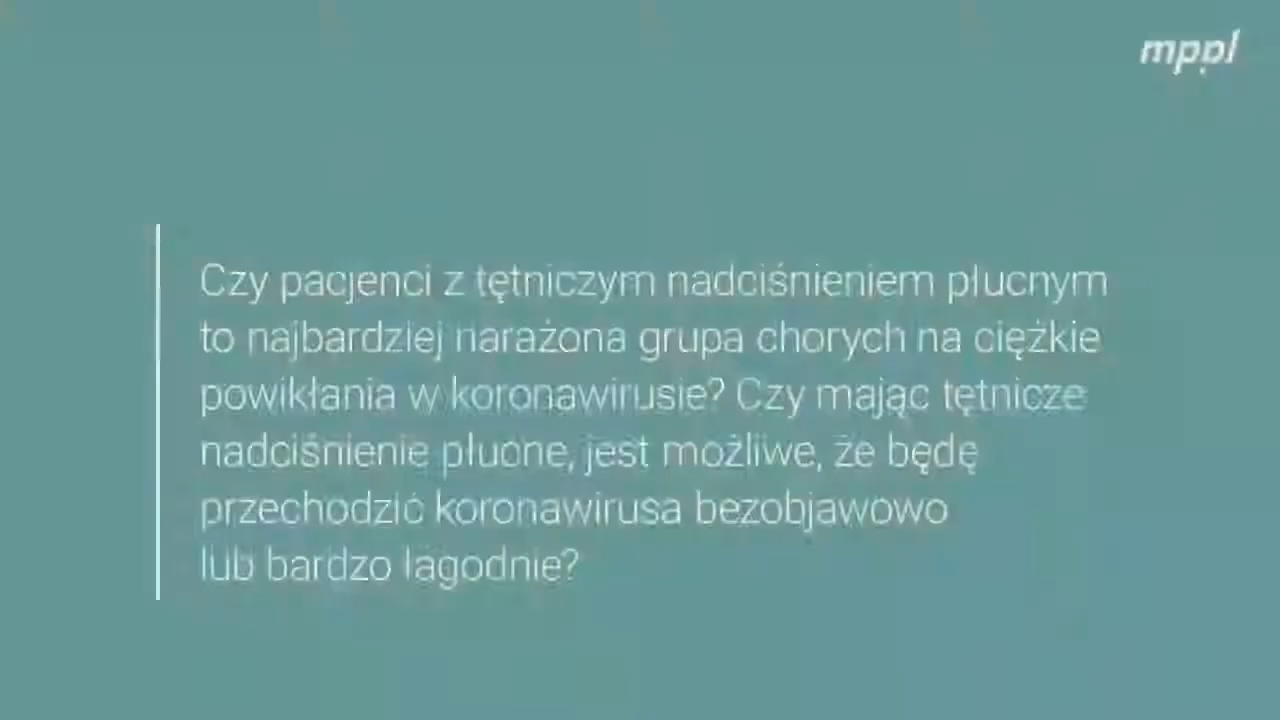 mp.pl
Czy pacjenci z tętniczym nadciśnieniem płucnym
to najbardziej narażona grupa chorych na ciężkie
powikłania w koronawirusie? Czy mając tętnicze
nadciśnienie płucne, jest możliwe, że będę
przechodzić koronawirusa bezobjawowo
lub bardzo łagodnie?